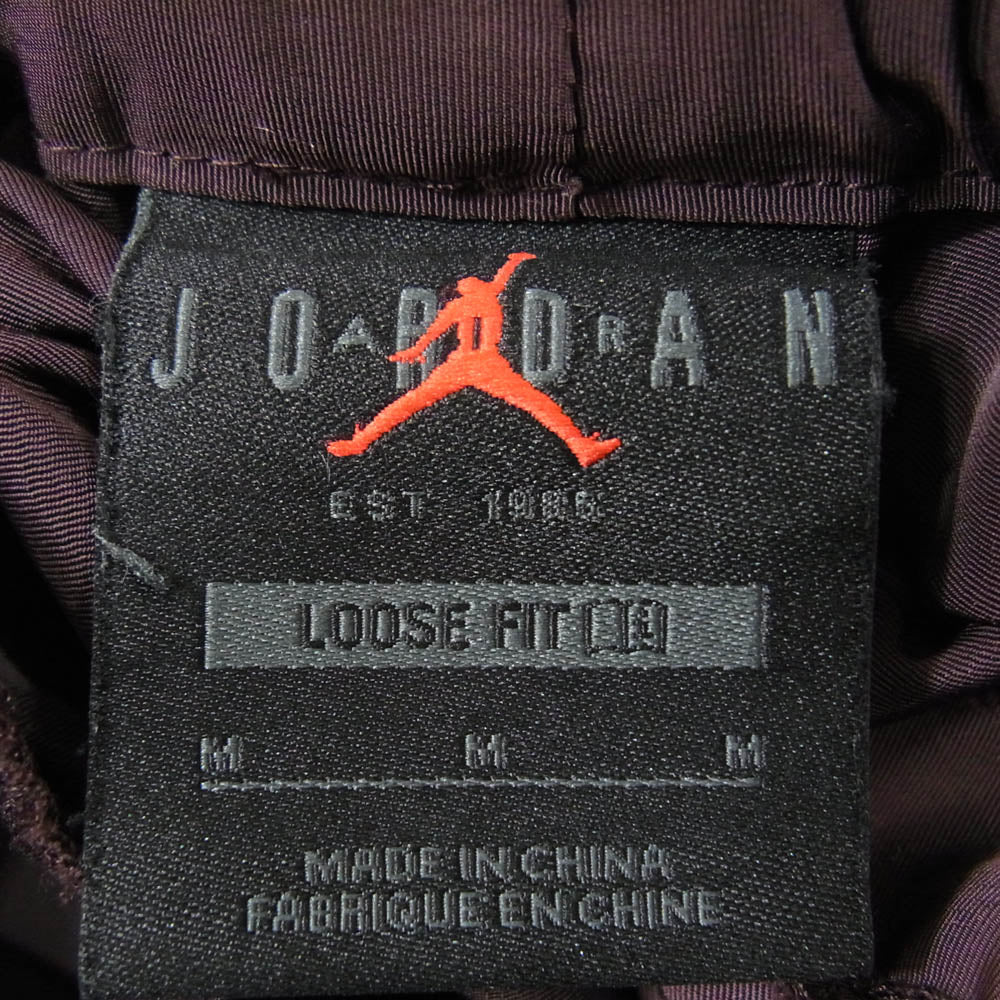 JORDAN
A R
EST 1985
LOOSE FIT
M M M
MADE IN CHINA
FABRIQUE EN CHINE